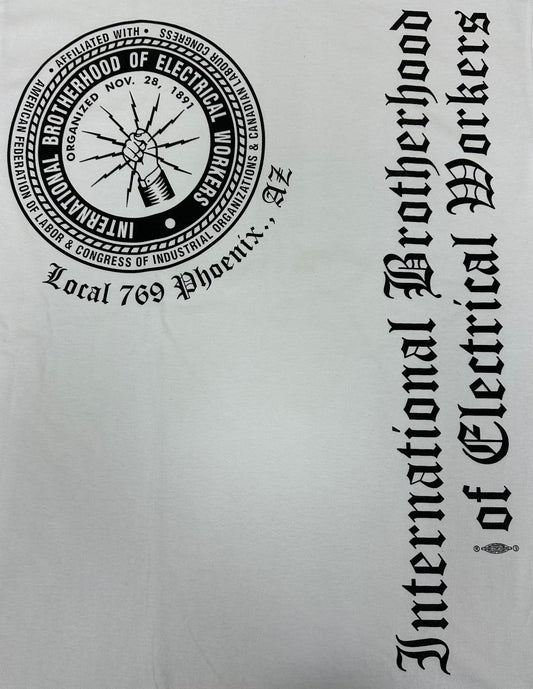 • AFFILIATED WITH •
AMERICAN FEDERATION OF LABOR & CONGRESS OF INDUSTRIAL ORGANIZATIONS & CANADIAN LABOUR CONGRESS
INTERNATIONAL BROTHERHOOD OF ELECTRICAL WORKERS
ORGANIZED NOV. 28, 1891
Local 769 Phoenix., AZ
International Brotherhood
of Electrical Workers